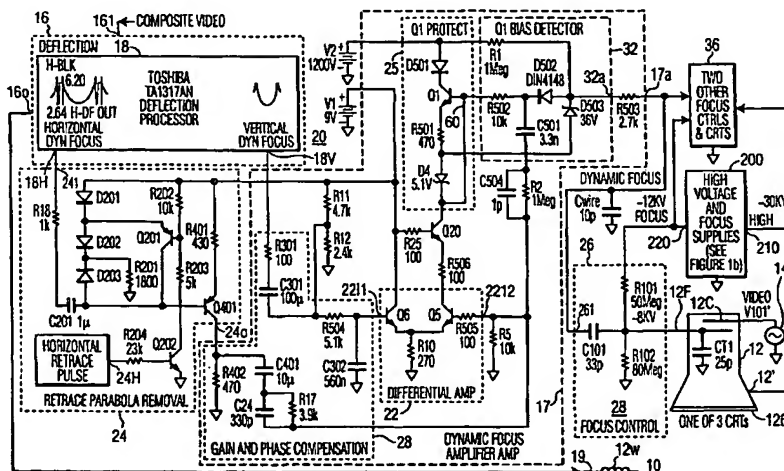 161
COMPOSITE VIDEO
16
DEFLECTION
18
H-BLK
6.20
2.64 H-DF OUT
HORIZONTAL
DYN FOCUS
TOSHIBA
TA1317AN
DEFLECTION
PROCESSOR
VERTICAL
DYN FOCUS
20
16o
18H
24i
18V
V2
1200V
V1
9V
25
Q1 PROTECT
D501
Q1
R501
470
D4
5.1V
60
Q20
Q1 BIAS DETECTOR
R1
1Meg
D502
DIN4148
32
32a
R502
10k
C501
3.3n
D503
36V
R503
2.7k
17a
C504
1p
R2
1Meg
36
TWO
OTHER
FOCUS
CTRLS
& CRTS
DYNAMIC FOCUS
Cwire
10p
-12KV
FOCUS
200
HIGH
VOLTAGE
AND
FOCUS
SUPPLIES
(SEE
FIGURE 1b)
220
210
~30KV
HIGH
R18
1k
D201
D202
D203
R202
10k
Q201
R201
1800
R401
430
R203
5k
C201 1µ
Q401
R204
23k
Q202
HORIZONTAL
RETRACE
PULSE
24H
24o
RETRACE PARABOLA REMOVAL
24
R11
4.7k
R12
2.4k
R301
100
C301
100µ
R25
100
R506
100
22I1
22I2
R504
5.1k
C302
560n
Q6
Q5
R505
100
R10
270
R5
10k
22
DIFFERENTIAL AMP
R402
470
C401
10µ
C24
330p
R17
3.9k
GAIN AND PHASE COMPENSATION
28
DYNAMIC FOCUS
AMPLIFIER AMP
17
26
261
C101
33p
R101
50Meg
-8KV
R102
80Meg
28
FOCUS CONTROL
12F
12C
CT1
25p
12
12'
ONE OF 3 CRTs
VIDEO
V101'
14
19
12w
10